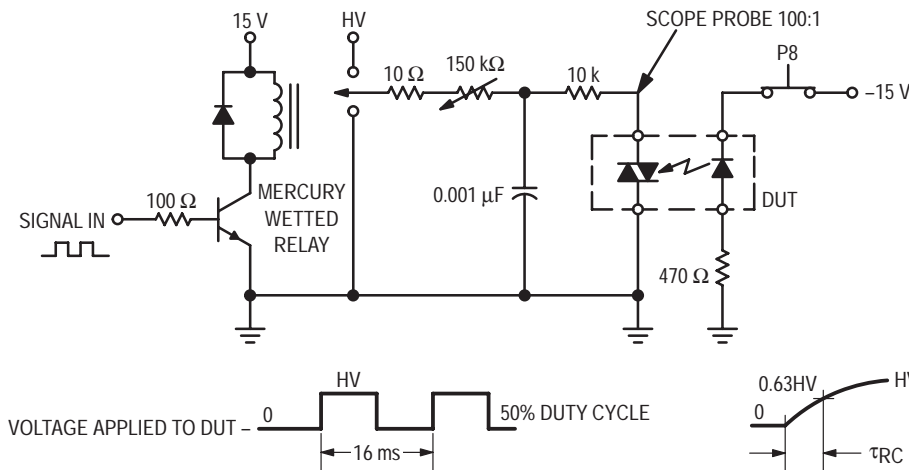 SCOPE PROBE 100:1
15 V
HV
P8
10 Ω
150 kΩ
10 k
–15 V
100 Ω
MERCURY
WETTED
RELAY
0.001 μF
DUT
SIGNAL IN
470 Ω
HV
0
VOLTAGE APPLIED TO DUT –
50% DUTY CYCLE
16 ms
0.63HV
HV
0
τRC